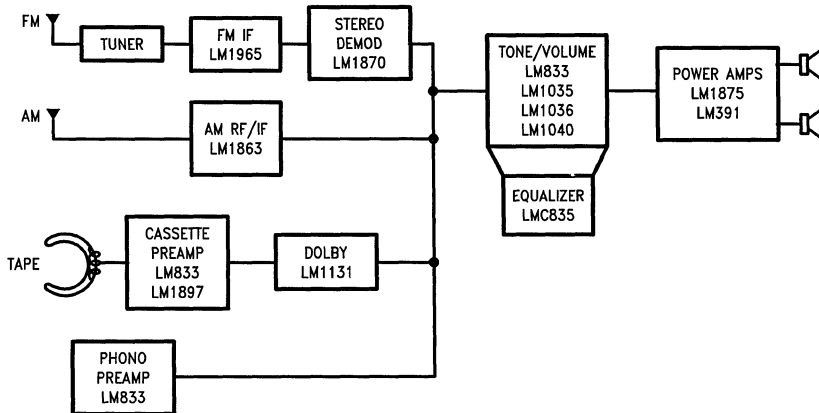 FM
TUNER
FM IF
LM1965
STEREO
DEMOD
LM1870
AM
AM RF/IF
LM1863
TAPE
CASSETTE
PREAMP
LM833
LM1897
DOLBY
LM1131
PHONO
PREAMP
LM833
TONE/VOLUME
LM833
LM1035
LM1036
LM1040
EQUALIZER
LMC835
POWER AMPS
LM1875
LM391